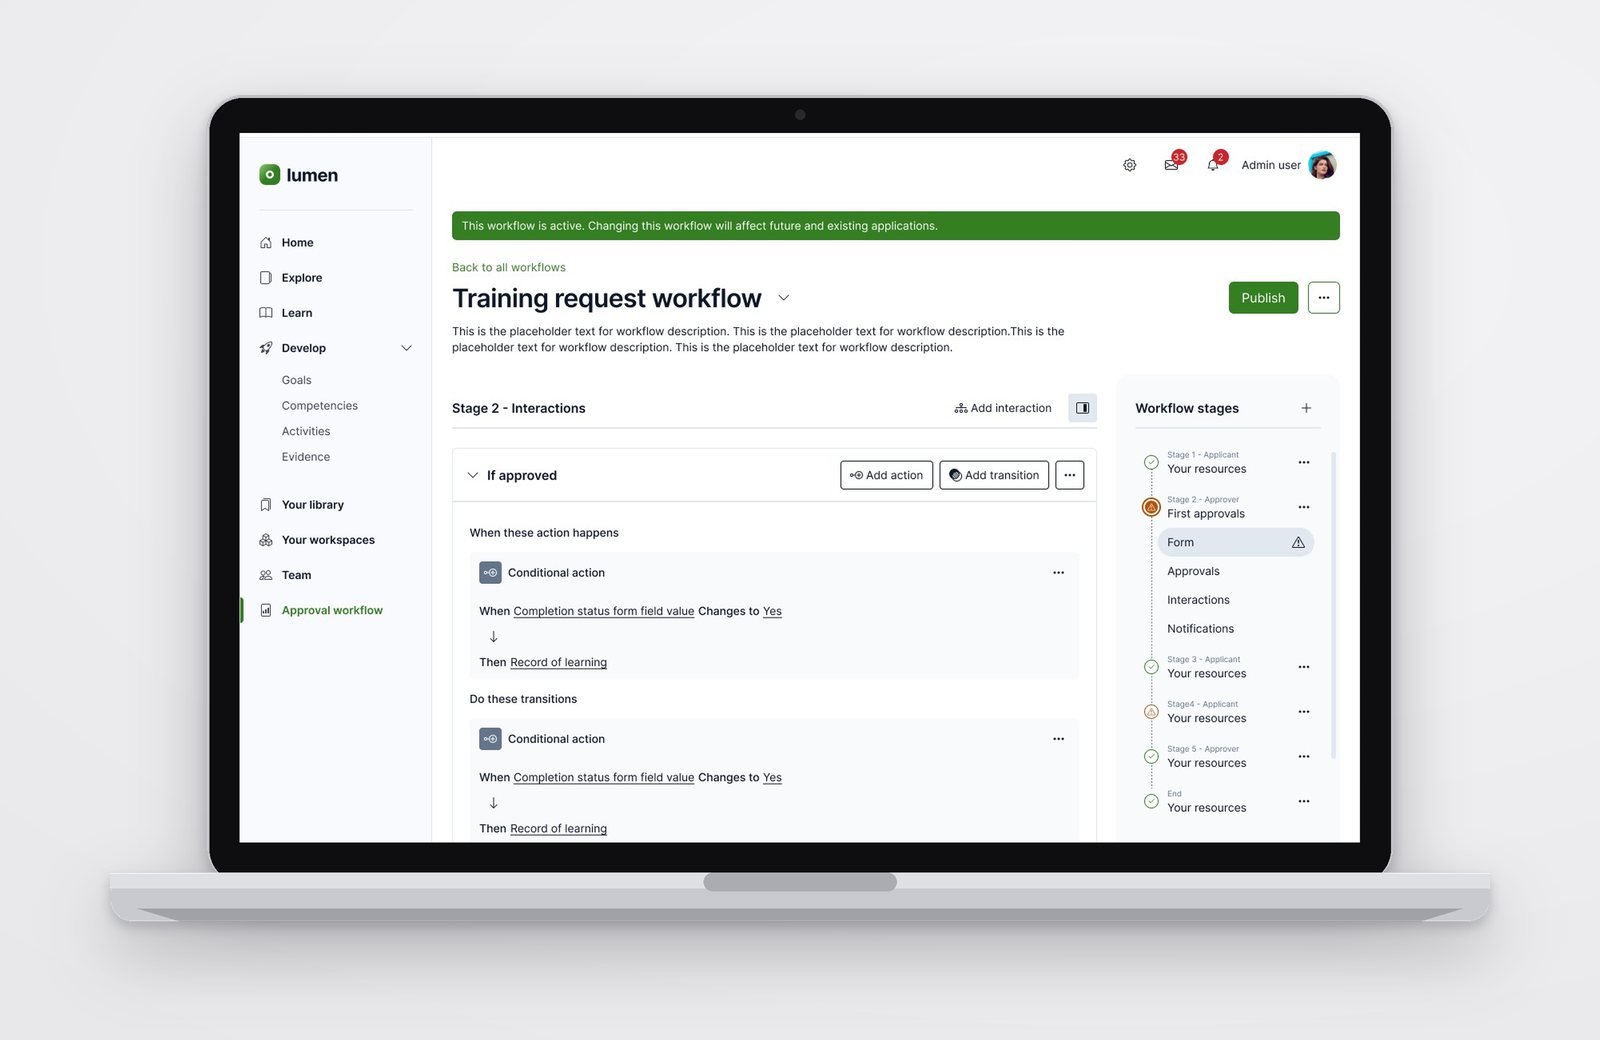 lumen
Home
Explore
Learn
Develop
Goals
Competencies
Activities
Evidence
Your library
Your workspaces
Team
Approval workflow
33
2
Admin user
This workflow is active. Changing this workflow will affect future and existing applications.
Back to all workflows
Training request workflow
Publish
This is the placeholder text for workflow description. This is the placeholder text for workflow description.This is the
placeholder text for workflow description. This is the placeholder text for workflow description.
Stage 2 - Interactions
Add interaction
If approved
Add action
Add transition
When these action happens
Conditional action
When Completion status form field value Changes to Yes
Then Record of learning
Do these transitions
Conditional action
When Completion status form field value Changes to Yes
Then Record of learning
Workflow stages
Stage 1 - Applicant
Your resources
Stage 2 - Approver
First approvals
Form
Approvals
Interactions
Notifications
Stage 3 - Applicant
Your resources
Stage4 - Applicant
Your resources
Stage 5 - Approver
Your resources
End
Your resources